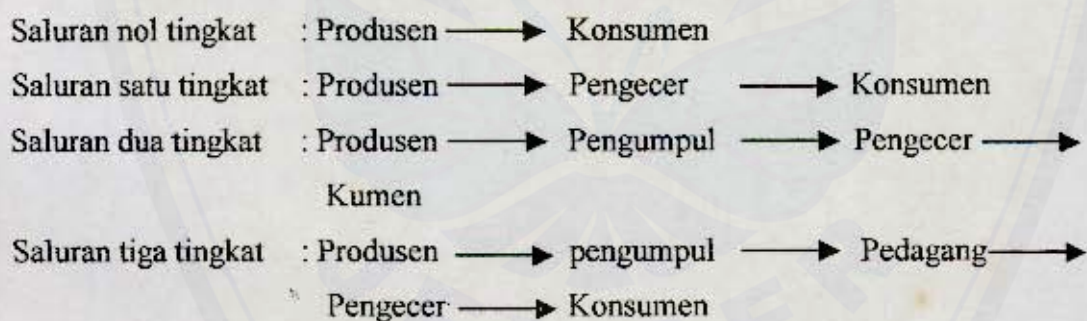 Saluran nol tingkat : Produsen → Konsumen
Saluran satu tingkat : Produsen → Pengecer → Konsumen
Saluran dua tingkat : Produsen → Pengumpul → Pengecer →
Kumen
Saluran tiga tingkat : Produsen → pengumpul → Pedagang →
Pengecer → Konsumen